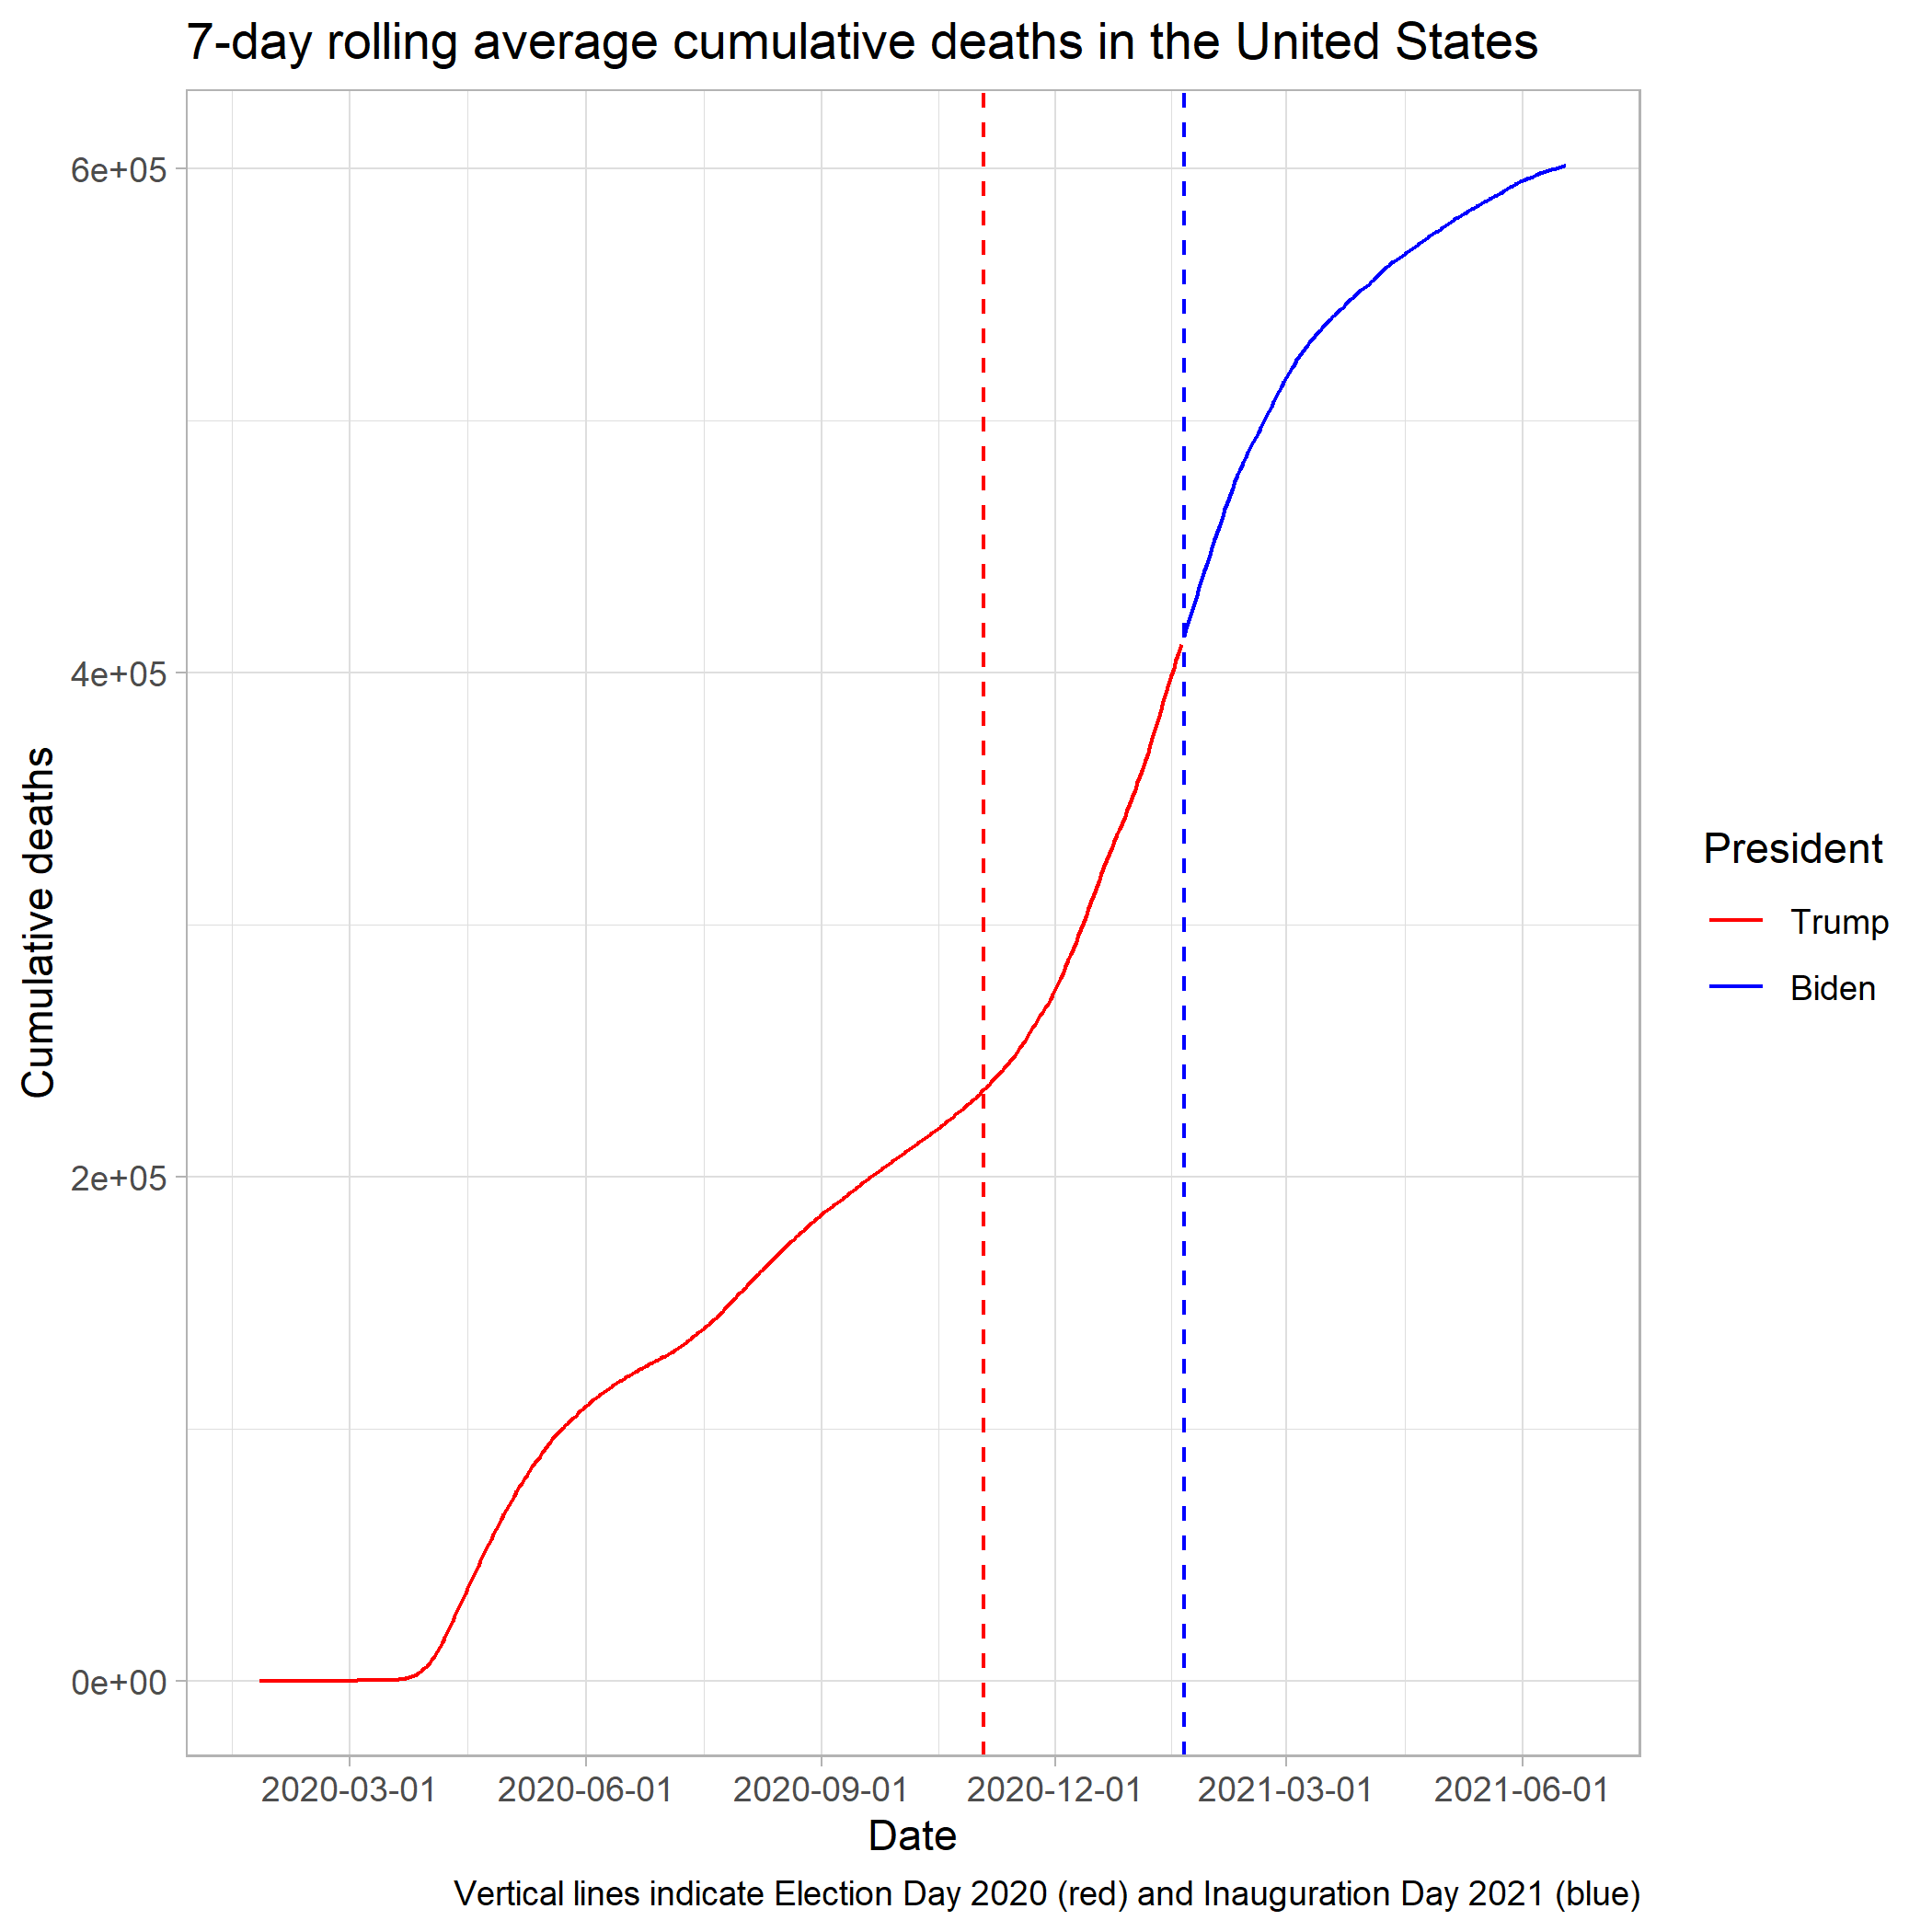 7-day rolling average cumulative deaths in the United States
6e+05
4e+05
2e+05
0e+00
Cumulative deaths
2020-03-01
2020-06-01
2020-09-01
2020-12-01
2021-03-01
2021-06-01
Date
President
Trump
Biden
Vertical lines indicate Election Day 2020 (red) and Inauguration Day 2021 (blue)